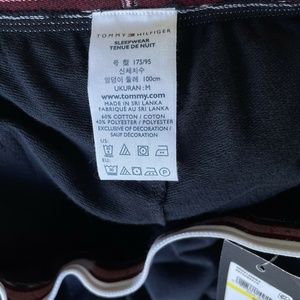 TOMMY HILFIGER
SLEEPWEAR
TENUE DE NUIT
号 型 175/95
신체치수
엉덩이 둘레 100cm
UKURAN : M
www.tommy.com
MADE IN SRI LANKA
FABRIQUÉ AU SRI LANKA
60% COTTON / COTON
40% POLYESTER / POLYESTER
EXCLUSIVE OF DECORATION /
SAUF DÉCORATION
US:
EU: